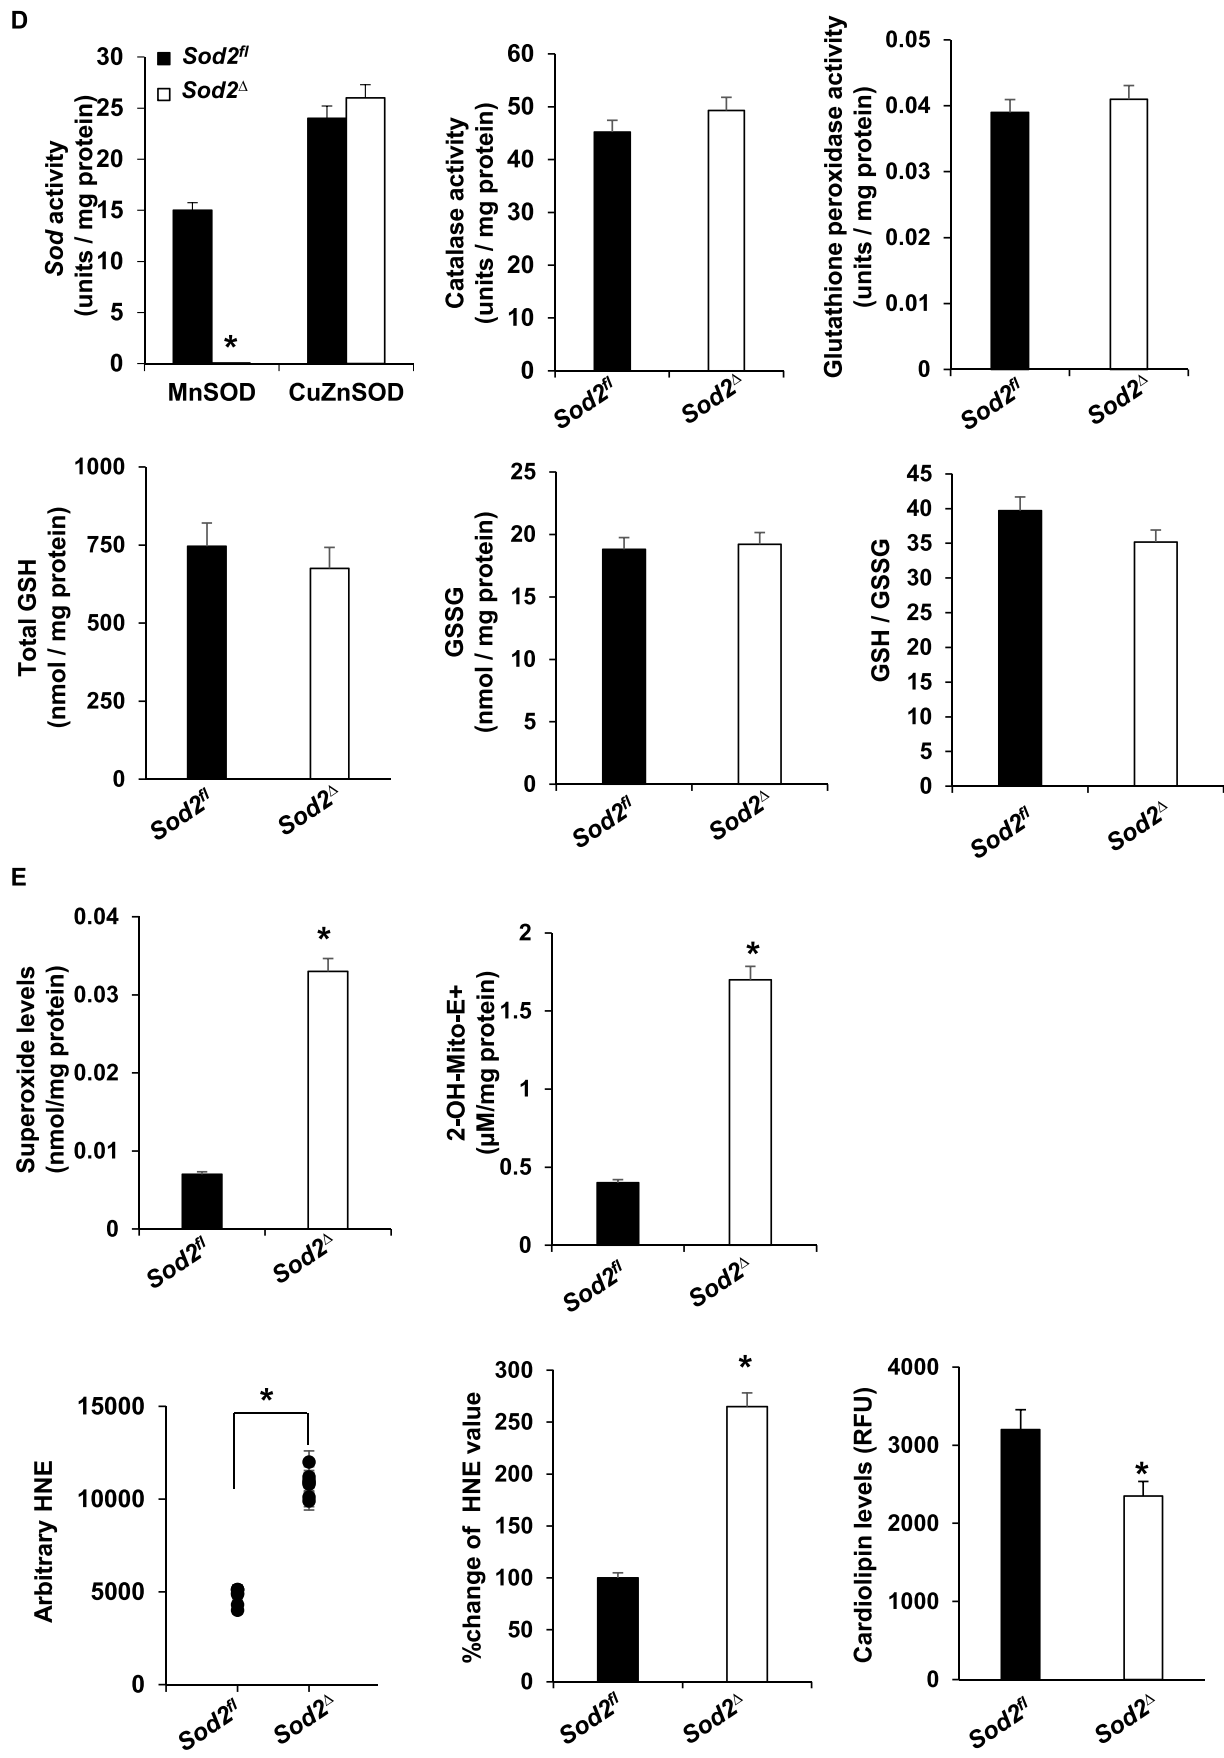 D
Sod2fl
Sod2Δ
Sod activity
(units / mg protein)
30
25
20
15
10
5
0
*
MnSOD
CuZnSOD
Catalase activity
(units / mg protein)
60
50
40
30
20
10
0
Sod2fl
Sod2Δ
Glutathione peroxidase activity
(units / mg protein)
0.05
0.04
0.03
0.02
0.01
0
Sod2fl
Sod2Δ
Total GSH
(nmol / mg protein)
1000
750
500
250
0
Sod2fl
Sod2Δ
GSSG
(nmol / mg protein)
25
20
15
10
5
0
Sod2fl
Sod2Δ
GSH / GSSG
45
40
35
30
25
20
15
10
5
0
Sod2fl
Sod2Δ
E
Superoxide levels
(nmol/mg protein)
0.04
0.03
0.02
0.01
0
*
Sod2fl
Sod2Δ
2-OH-Mito-E+
(µM/mg protein)
2
1.5
1
0.5
0
*
Sod2fl
Sod2Δ
Arbitrary HNE
15000
10000
5000
0
*
Sod2fl
Sod2Δ
%change of HNE value
300
250
200
150
100
50
0
*
Sod2fl
Sod2Δ
Cardiolipin levels (RFU)
4000
3000
2000
1000
0
*
Sod2fl
Sod2Δ